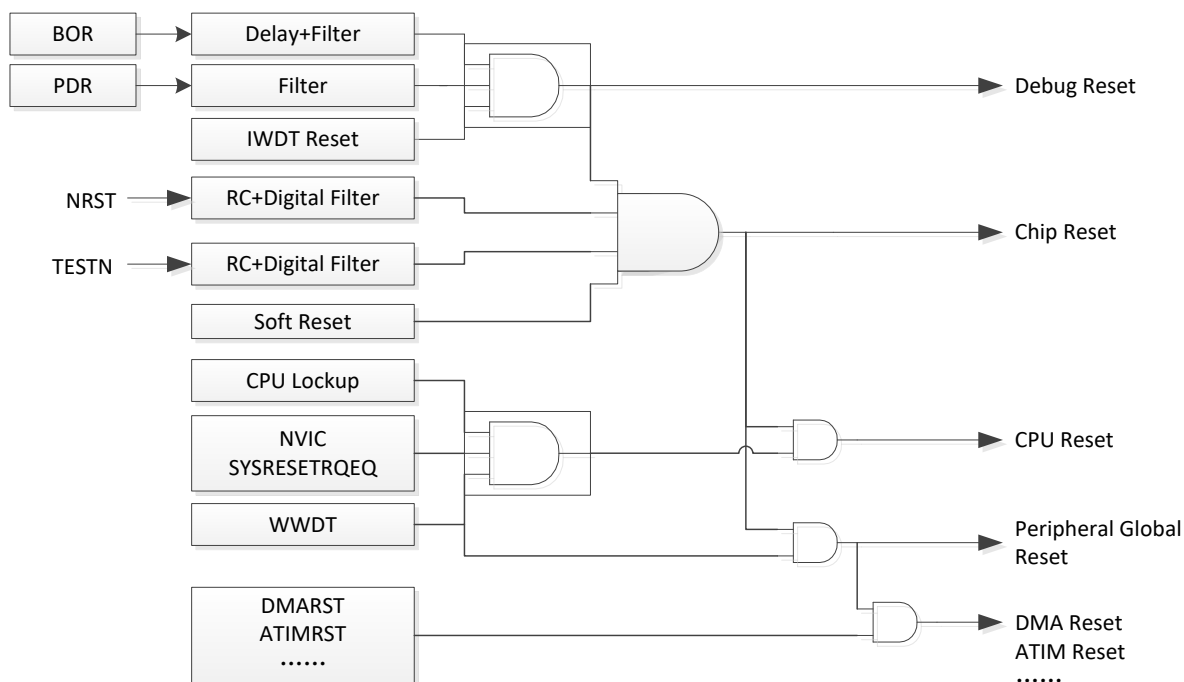 BOR
Delay+Filter
PDR
Filter
Debug Reset
IWDT Reset
NRST
RC+Digital Filter
Chip Reset
TESTN
RC+Digital Filter
Soft Reset
CPU Lockup
NVIC
SYSRESETRQEQ
CPU Reset
WWDT
Peripheral Global
Reset
DMARST
ATIMRST
......
DMA Reset
ATIM Reset
......